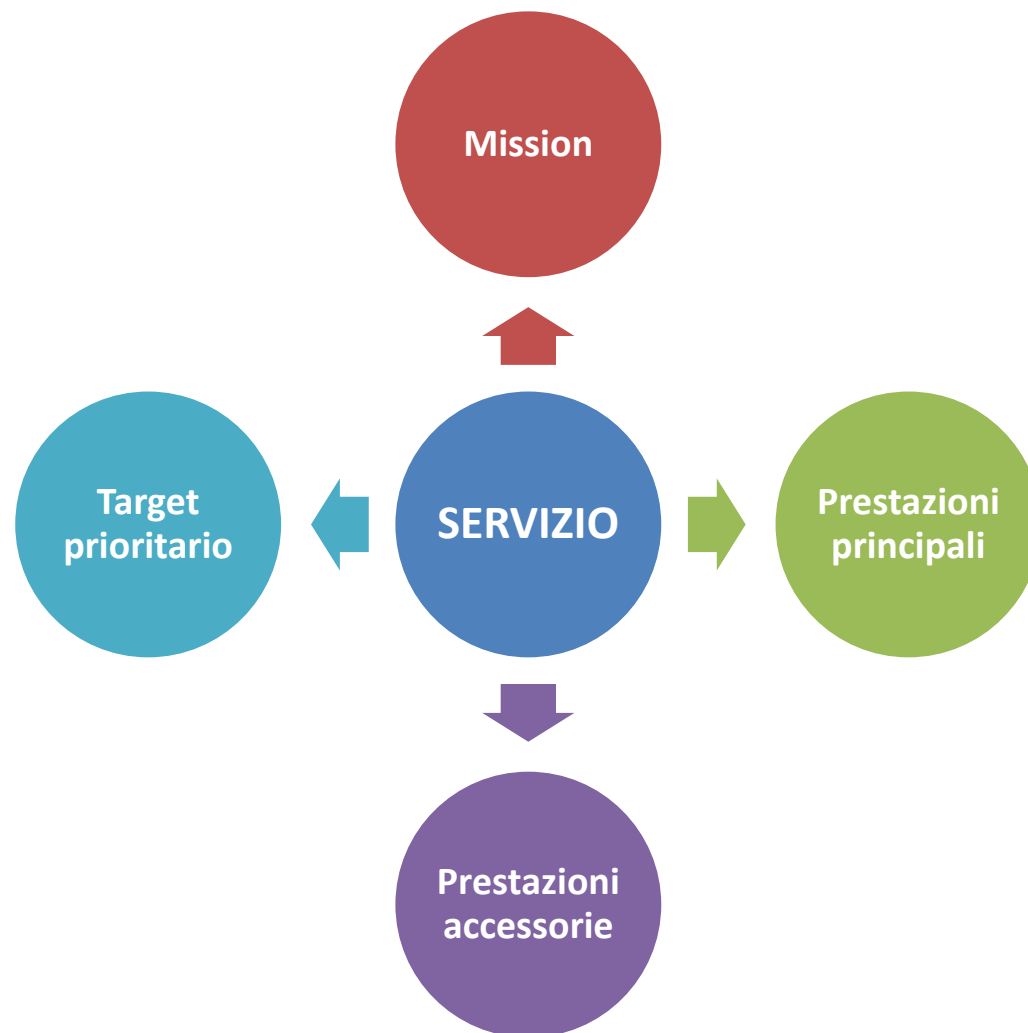 Mission
Target
prioritario
SERVIZIO
Prestazioni
principali
Prestazioni
accessorie